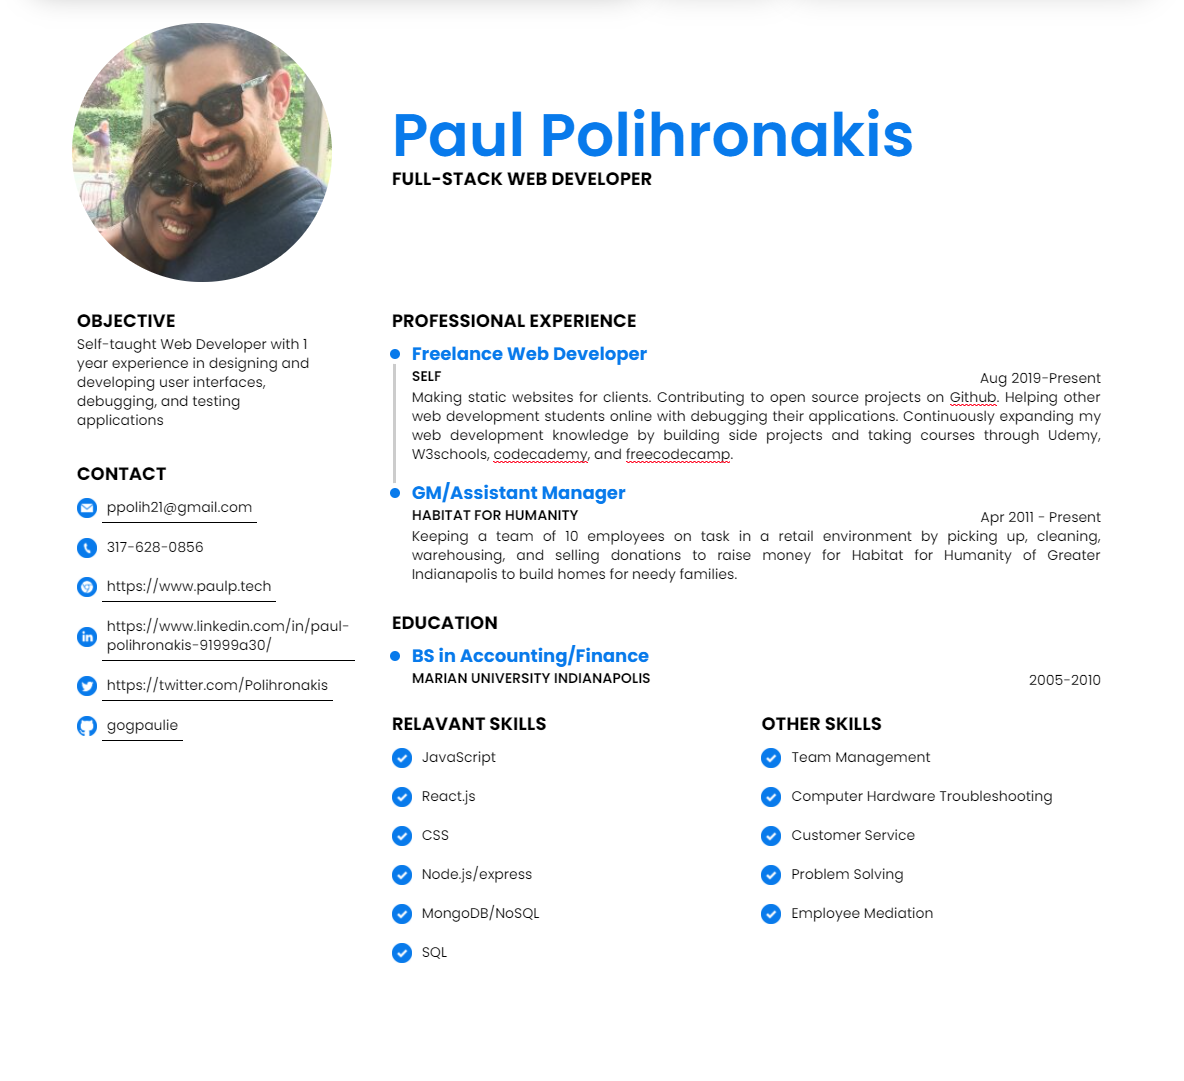 Paul Polihronakis
FULL-STACK WEB DEVELOPER
OBJECTIVE
Self-taught Web Developer with 1
year experience in designing and
developing user interfaces,
debugging, and testing
applications
CONTACT
ppolih21@gmail.com
317-628-0856
https://www.paulp.tech
https://www.linkedin.com/in/paul-
polihronakis-91999a30/
https://twitter.com/Polihronakis
gogpaulie
PROFESSIONAL EXPERIENCE
Freelance Web Developer
SELF Aug 2019-Present
Making static websites for clients. Contributing to open source projects on Github. Helping other
web development students online with debugging their applications. Continuously expanding my
web development knowledge by building side projects and taking courses through Udemy,
W3schools, codecademy, and freecodecamp.
GM/Assistant Manager
HABITAT FOR HUMANITY Apr 2011 - Present
Keeping a team of 10 employees on task in a retail environment by picking up, cleaning,
warehousing, and selling donations to raise money for Habitat for Humanity of Greater
Indianapolis to build homes for needy families.
EDUCATION
BS in Accounting/Finance
MARIAN UNIVERSITY INDIANAPOLIS 2005-2010
RELAVANT SKILLS
JavaScript
React.js
CSS
Node.js/express
MongoDB/NoSQL
SQL
OTHER SKILLS
Team Management
Computer Hardware Troubleshooting
Customer Service
Problem Solving
Employee Mediation